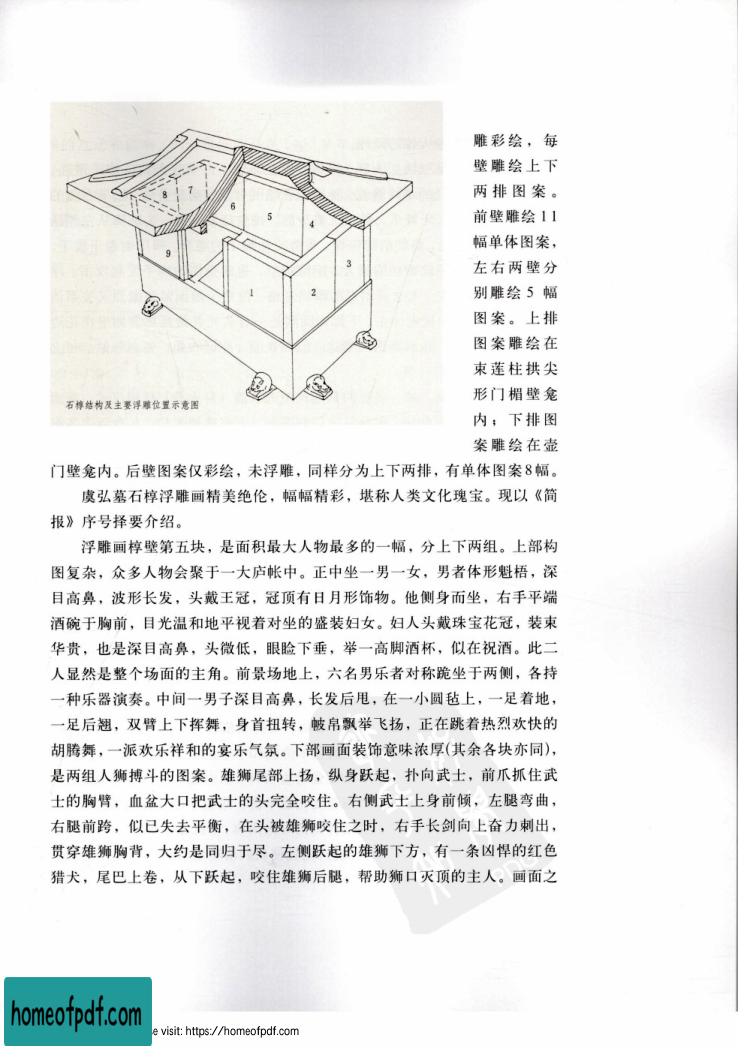 8
7
6
5
4
3
9
1
2
石椁结构及主要浮雕位置示意图
雕彩绘，每
壁雕绘上下
两排图案。
前壁雕绘11
幅单体图案，
左右两壁分
别雕绘5 幅
图案。上排
图案雕绘在
束莲柱拱尖
形门楣壁龛
内；下排图
案雕绘在壶
门壁龛内。后壁图案仅彩绘，未浮雕，同样分为上下两排，有单体图案8幅。
虞弘墓石椁浮雕画精美绝伦，幅幅精彩，堪称人类文化瑰宝。现以《简
报》序号择要介绍。
浮雕画椁壁第五块，是面积最大人物最多的一幅，分上下两组。上部构
图复杂，众多人物会聚于一大庐帐中。正中坐一男一女，男者体形魁梧，深
目高鼻，波形长发，头戴王冠，冠顶有日月形饰物。他侧身而坐，右手平端
酒碗于胸前，目光温和地平视着对坐的盛装妇女。妇人头戴珠宝花冠，装束
华贵，也是深目高鼻，头微低，眼睑下垂，举一高脚酒杯，似在祝酒。此二
人显然是整个场面的主角。前景场地上，六名男乐者对称跪坐于两侧，各持
一种乐器演奏。中间一男子深目高鼻，长发后甩，在一小圆毡上，一足着地，
一足后翘，双臂上下挥舞，身首扭转，帔帛飘举飞扬，正在跳着热烈欢快的
胡腾舞，一派欢乐祥和的宴乐气氛。下部画面装饰意味浓厚(其余各块亦同)，
是两组人狮搏斗的图案。雄狮尾部上扬，纵身跃起，扑向武士，前爪抓住武
士的胸臂，血盆大口把武士的头完全咬住。右侧武士上身前倾，左腿弯曲，
右腿前跨，似已失去平衡，在头被雄狮咬住之时，右手长剑向上奋力刺出，
贯穿雄狮胸背，大约是同归于尽。左侧跃起的雄狮下方，有一条凶悍的红色
猎犬，尾巴上卷，从下跃起，咬住雄狮后腿，帮助狮口灭顶的主人。画面之
homeofpdf.com
e visit: https://homeofpdf.com